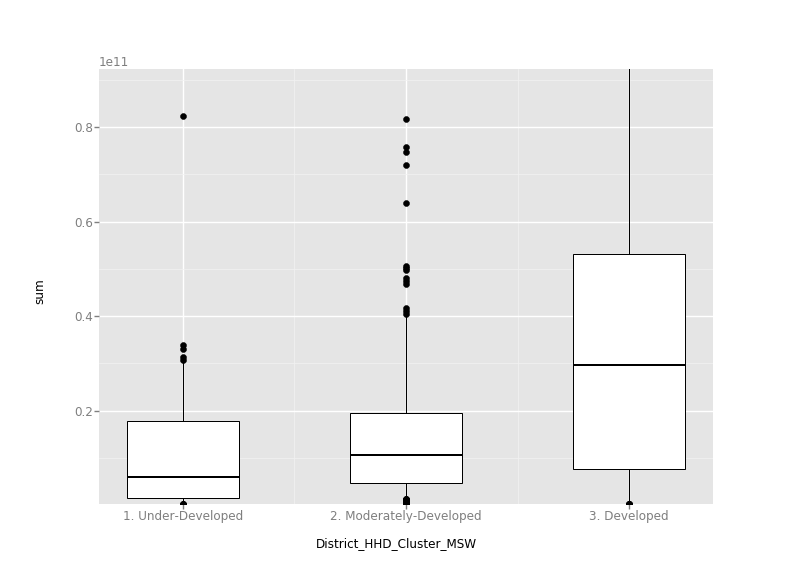 1e11
0.8
0.6
0.4
0.2
sum
1. Under-Developed
2. Moderately-Developed
3. Developed
District_HHD_Cluster_MSW